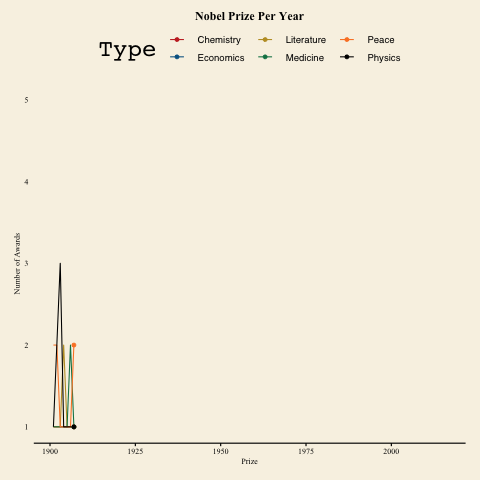 Nobel Prize Per Year
Type
Chemistry
Literature
Peace
Economics
Medicine
Physics
5
4
3
2
1
Number of Awards
1900
1925
1950
1975
2000
Prize